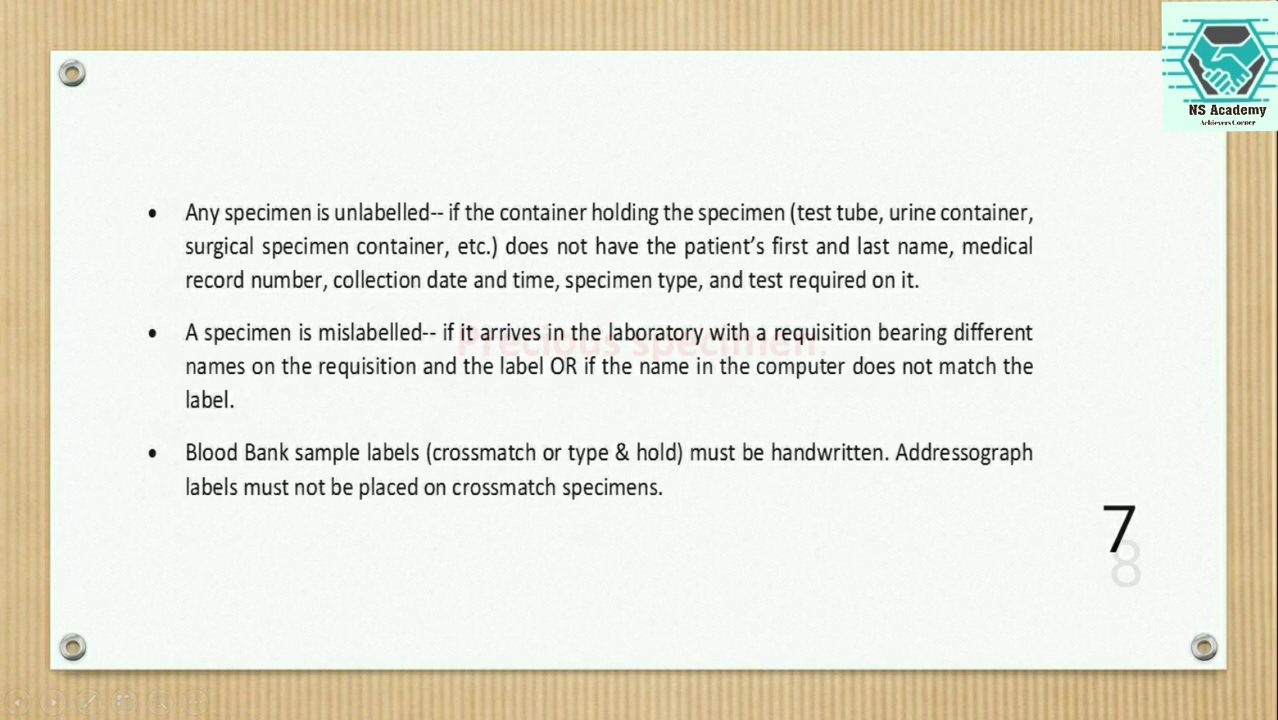 NS Academy
Achievers Corner
• Any specimen is unlabelled-- if the container holding the specimen (test tube, urine container,
surgical specimen container, etc.) does not have the patient's first and last name, medical
record number, collection date and time, specimen type, and test required on it.
• A specimen is mislabelled-- if it arrives in the laboratory with a requisition bearing different
Precious specimen:
names on the requisition and the label OR if the name in the computer does not match the
label.
• Blood Bank sample labels (crossmatch or type & hold) must be handwritten. Addressograph
labels must not be placed on crossmatch specimens.
7
8